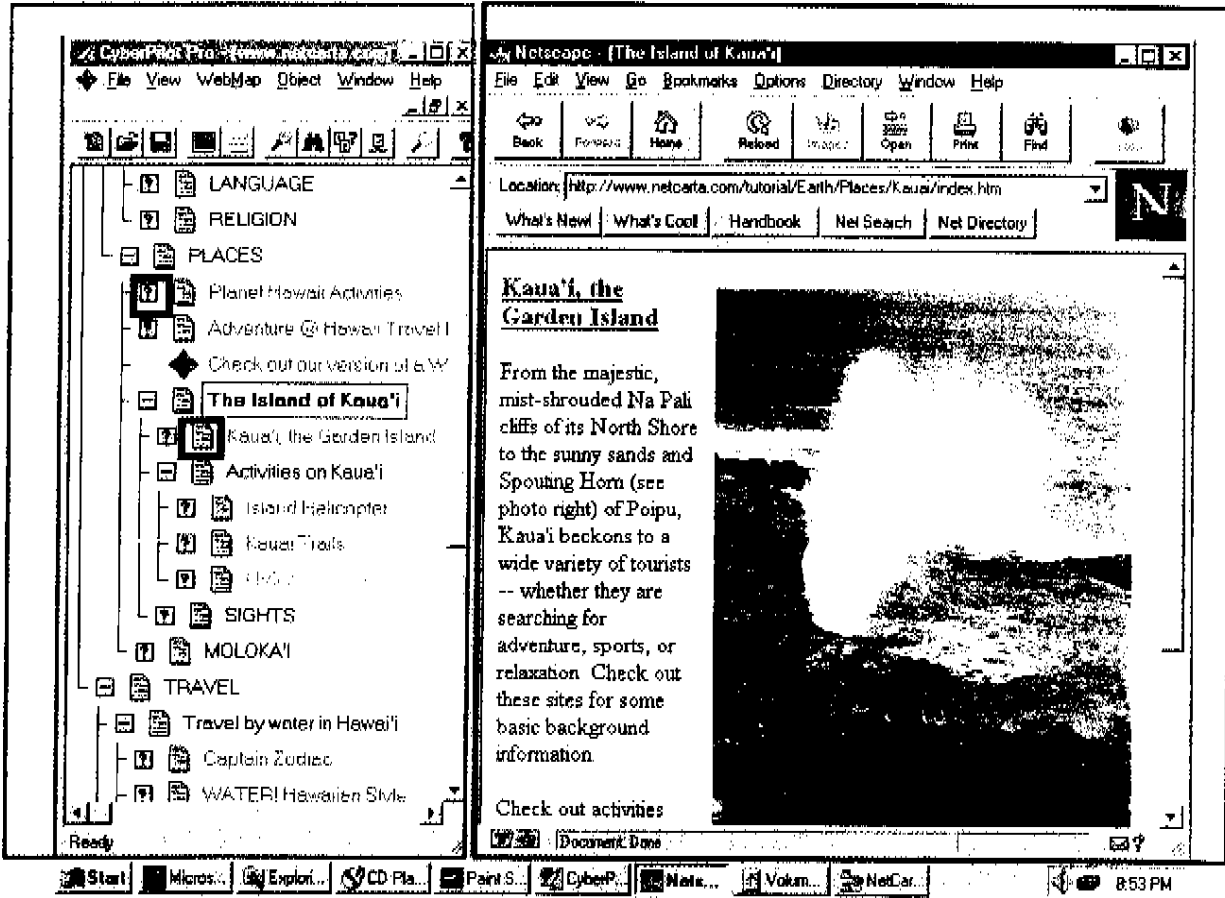 CyberPilot Pro - [www.netcarta.com]
File View WebMap Object Window Help
LANGUAGE
RELIGION
PLACES
Planet Hawaii Activities
Adventure @ Hawaii Travel
Check out our version of a W
The Island of Kaua'i
Kaua'i, the Garden Island
Activities on Kaua'i
Island Helicopter
Kauai Trails
SIGHTS
MOLOKA'I
TRAVEL
Travel by water in Hawai'i
Captain Zodiac
WATER! Hawaiian Style
Ready
Netscape - [The Island of Kaua'i]
File Edit View Go Bookmarks Options Directory Window Help
Back Forward Home Reload Images Open Print Find
Location: http://www.netcarta.com/tutorial/Earth/Places/Kauai/index.htm
N
What's New! What's Cool! Handbook Net Search Net Directory
Kaua'i, the
Garden Island
From the majestic,
mist-shrouded Na Pali
cliffs of its North Shore
to the sunny sands and
Spouting Horn (see
photo right) of Poipu,
Kaua'i beckons to a
wide variety of tourists
-- whether they are
searching for
adventure, sports, or
relaxation. Check out
these sites for some
basic background
information.
Check out activities
Document: Done
Start Micros... Explori... CD Pla... Paint S... CyberP... Nets... Volum... NetCar... 8:53 PM